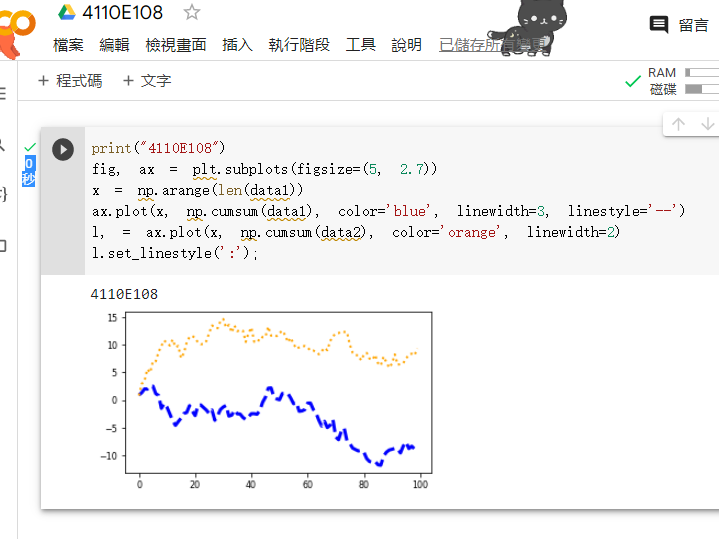 4110E108
檔案 編輯 檢視畫面 插入 執行階段 工具 說明 已儲存所有變更
留言
+ 程式碼 + 文字
RAM
磁碟
0
秒
print("4110E108")
fig, ax = plt.subplots(figsize=(5, 2.7))
x = np.arange(len(data1))
ax.plot(x, np.cumsum(data1), color='blue', linewidth=3, linestyle='--')
l, = ax.plot(x, np.cumsum(data2), color='orange', linewidth=2)
l.set_linestyle(':');
4110E108
15
10
5
0
−5
−10
0 20 40 60 80 100